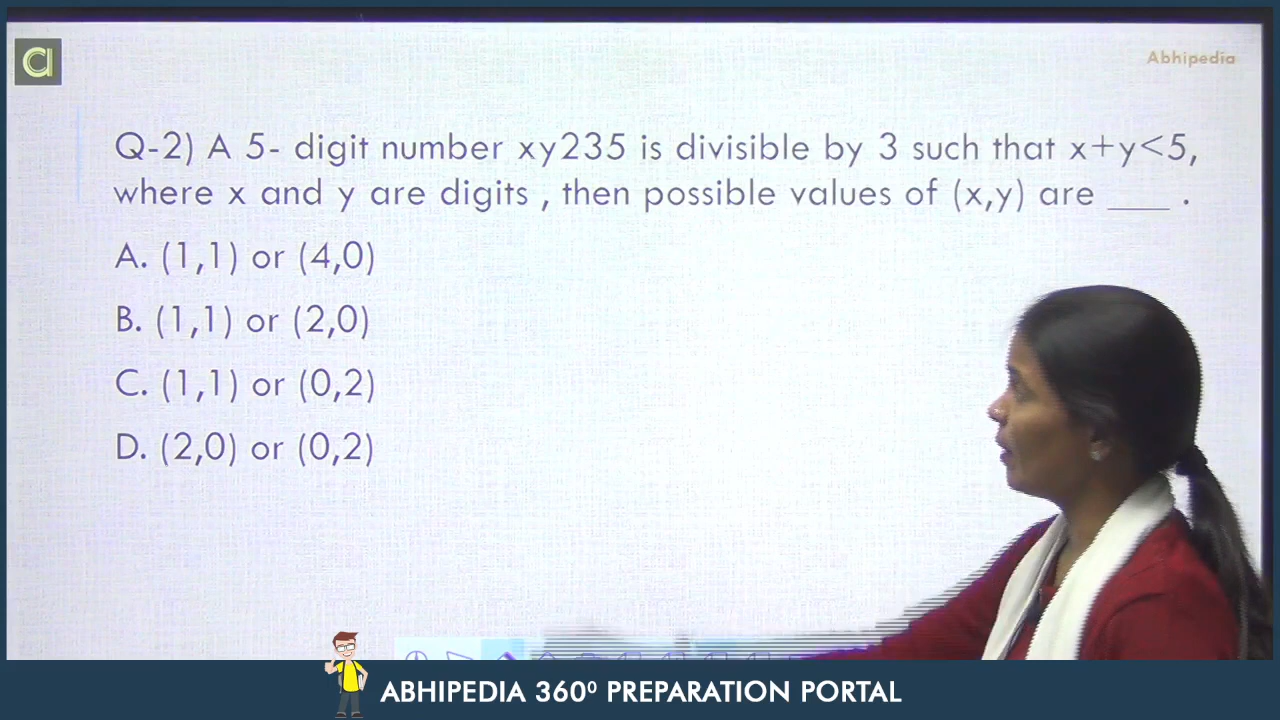 Abhipedia
Q-2) A 5- digit number xy235 is divisible by 3 such that x+y<5,
where x and y are digits , then possible values of (x,y) are ___ .
A. (1,1) or (4,0)
B. (1,1) or (2,0)
C. (1,1) or (0,2)
D. (2,0) or (0,2)
ABHIPEDIA 360⁰ PREPARATION PORTAL